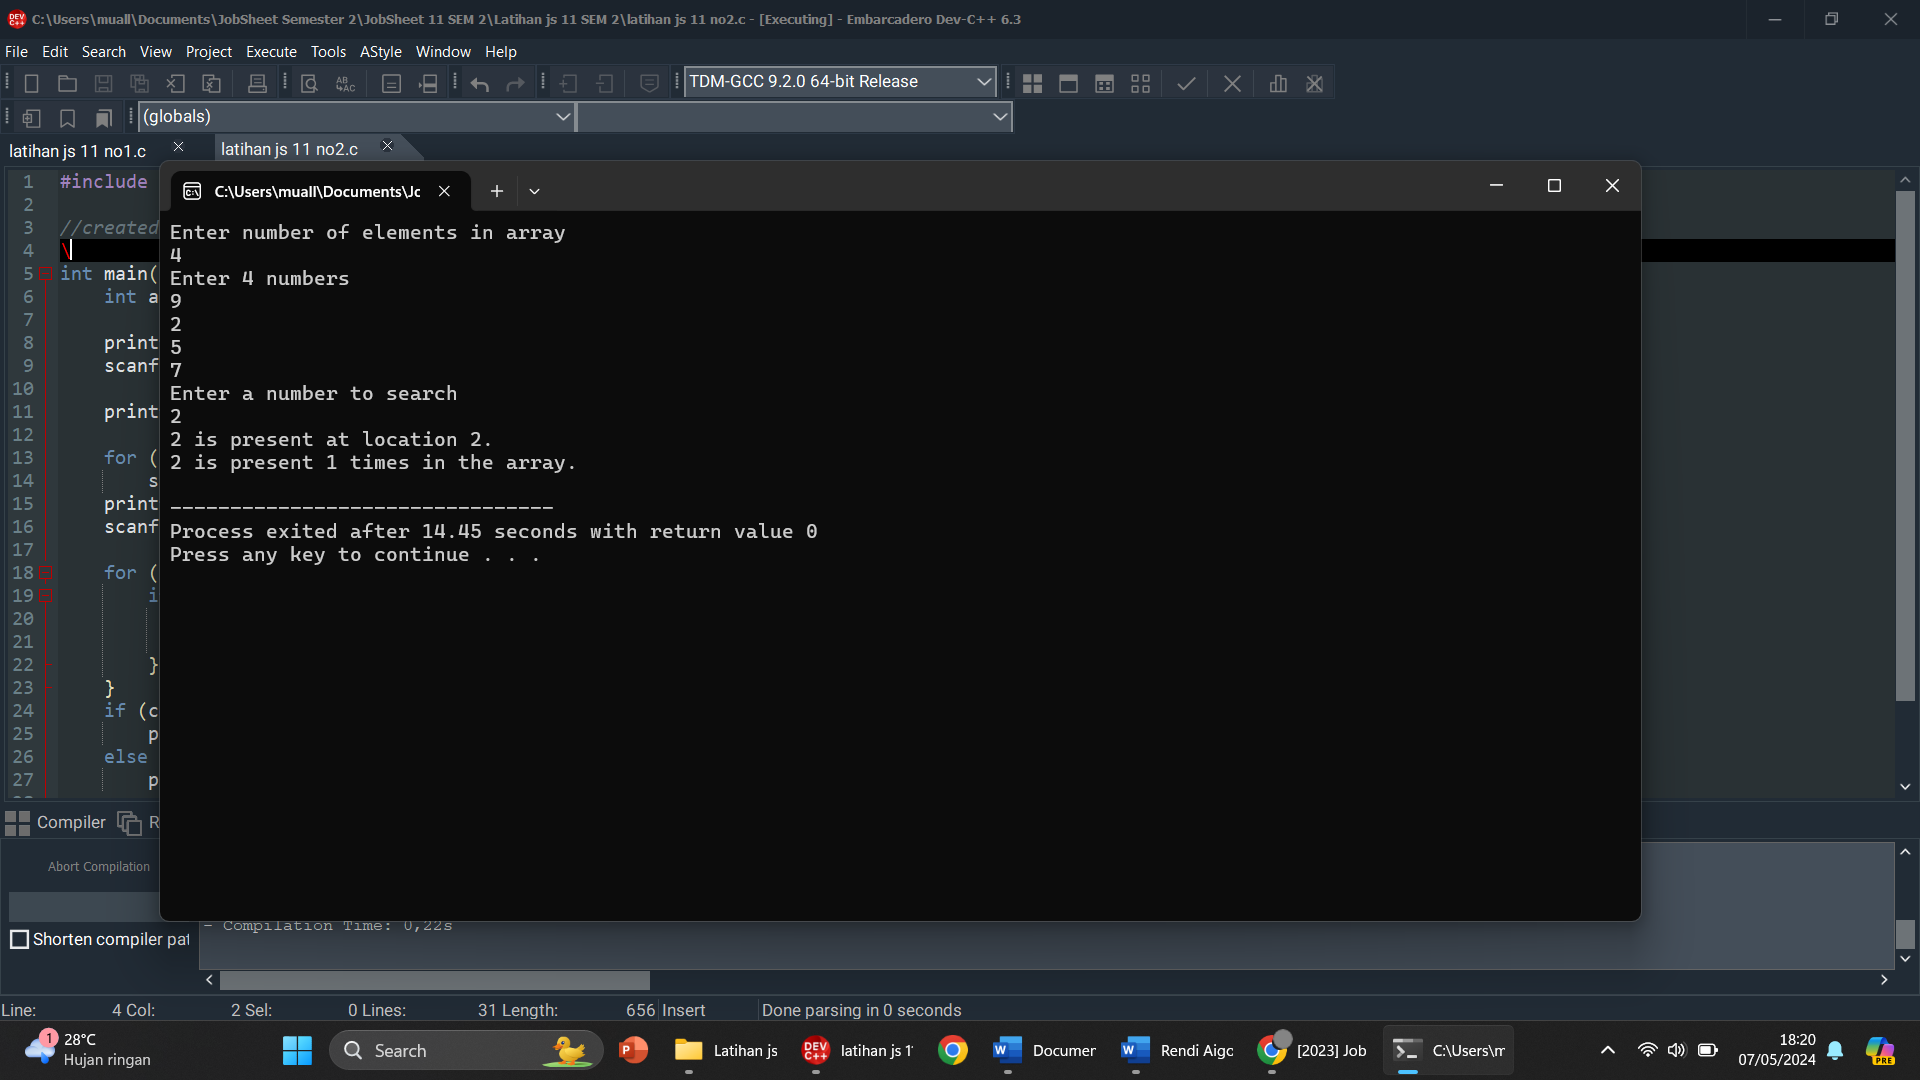 C:\Users\muall\Documents\JobSheet Semester 2\JobSheet 11 SEM 2\Latihan js 11 SEM 2\latihan js 11 no2.c - [Executing] - Embarcadero Dev-C++ 6.3
File Edit Search View Project Execute Tools AStyle Window Help
TDM-GCC 9.2.0 64-bit Release
(globals)
latihan js 11 no1.c latihan js 11 no2.c
C:\Users\muall\Documents\Jc
1 #include
2
3 //created
4 \
5 int main(
6 int a
7
8 print
9 scanf
10
11 print
12
13 for (
14 s
15 print
16 scanf
17
18 for (
19 i
20
21
22 }
23 }
24 if (c
25 p
26 else
27 p
Enter number of elements in array
4
Enter 4 numbers
9
2
5
7
Enter a number to search
2
2 is present at location 2.
2 is present 1 times in the array.
--------------------------------
Process exited after 14.45 seconds with return value 0
Press any key to continue . . .
Compiler R
Abort Compilation
- Compilation Time: 0,22s
Shorten compiler pat
Line: 4 Col: 2 Sel: 0 Lines: 31 Length: 656 Insert Done parsing in 0 seconds
1
28°C
Hujan ringan
Search
Latihan js
DEV C++
latihan js 1
Documer
Rendi Algo
[2023] Job
C:\Users\m
18:20
07/05/2024
PRE